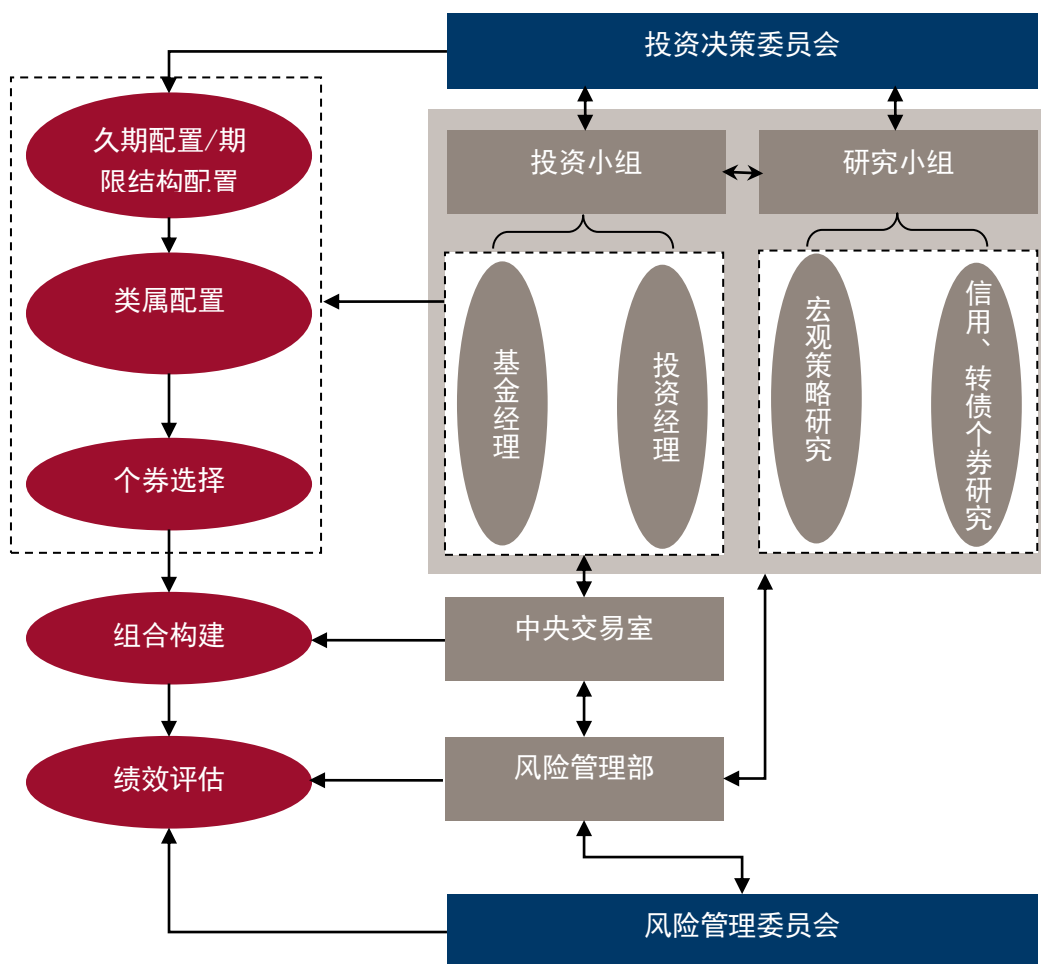 投资决策委员会
久期配置/期
限结构配置
投资小组
研究小组
类属配置
基金经理
投资经理
宏观策略研究
信用、转债个券研究
个券选择
组合构建
中央交易室
绩效评估
风险管理部
风险管理委员会